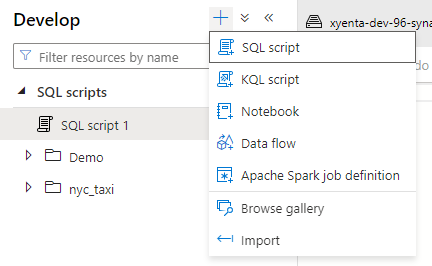 Develop
xyenta-dev-96-syna
Filter resources by name
SQL scripts
SQL script 1
Demo
nyc_taxi
SQL script
KQL script
Notebook
Data flow
Apache Spark job definition
Browse gallery
Import
do